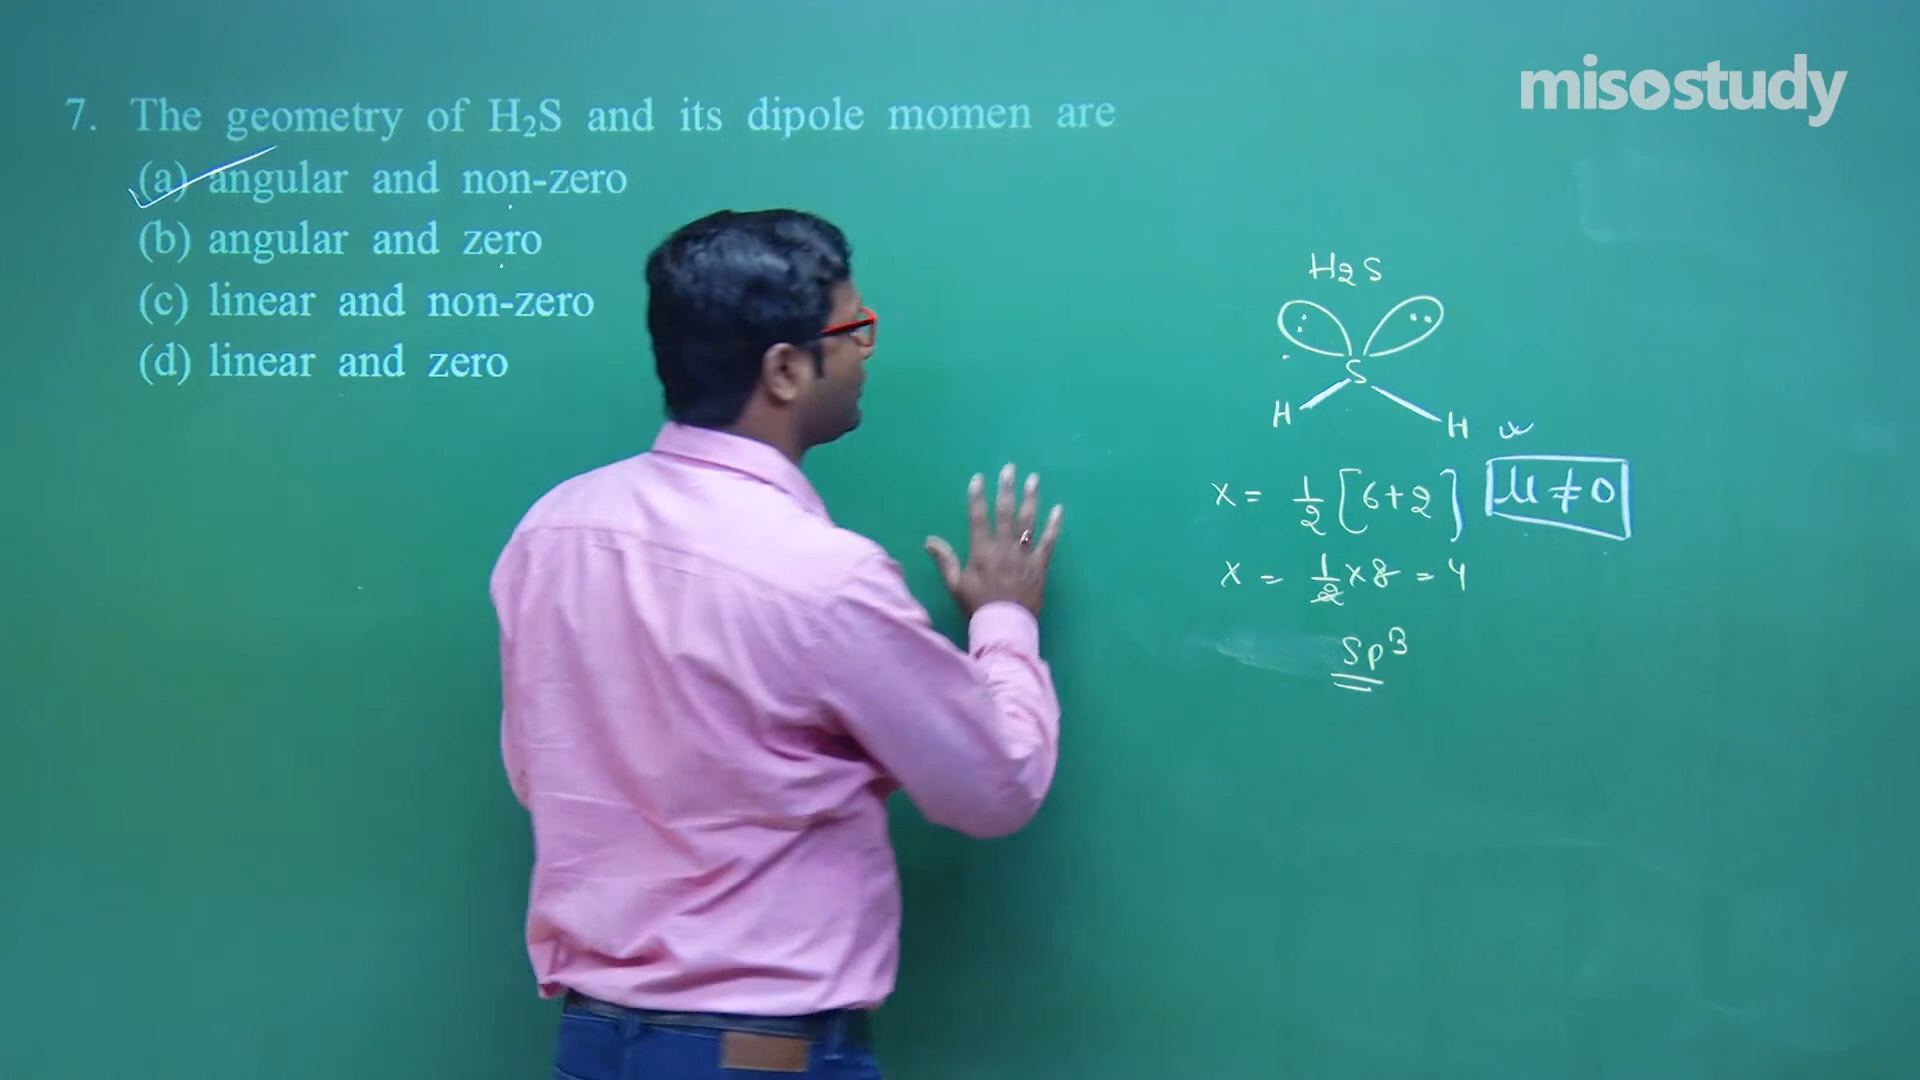 misostudy
7. The geometry of H₂S and its dipole momen are
(a) angular and non-zero
(b) angular and zero
(c) linear and non-zero
(d) linear and zero
H2S
S
H H
x = 1/2 [6+2] μ ≠ 0
x = 1/2 x 8 = 4
Sp³